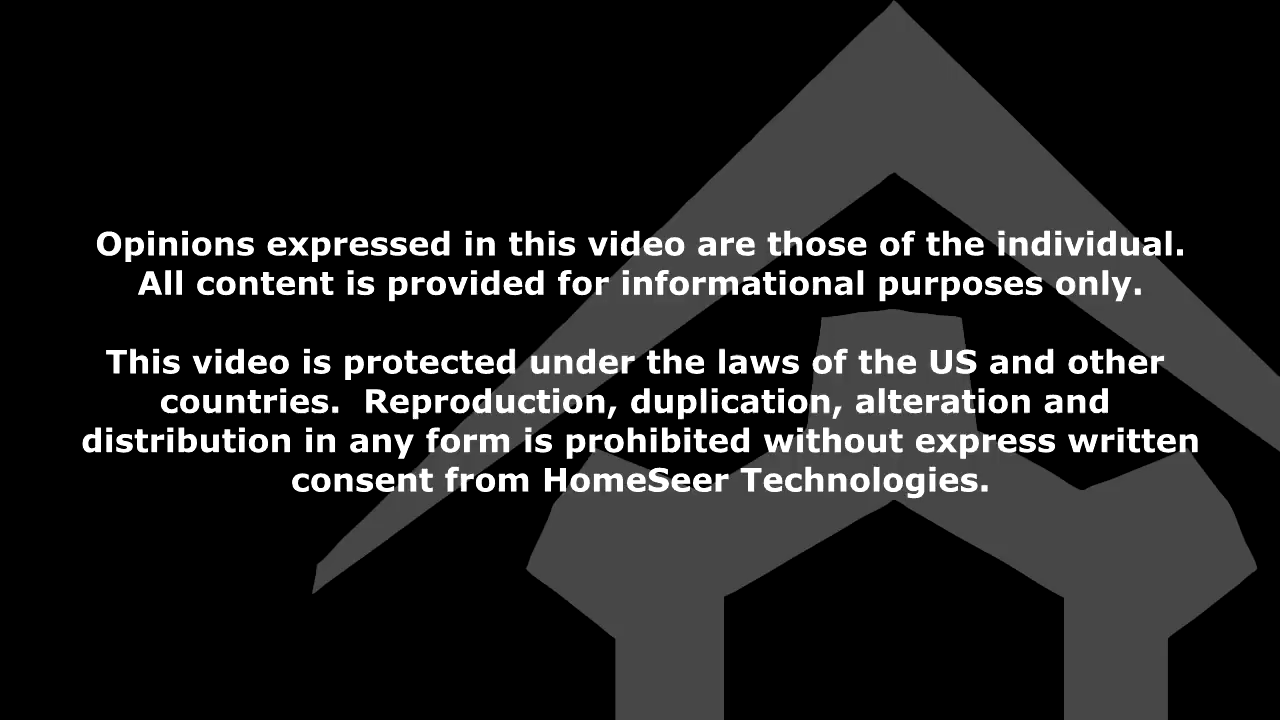 Opinions expressed in this video are those of the individual.
All content is provided for informational purposes only.
This video is protected under the laws of the US and other
countries.  Reproduction, duplication, alteration and
distribution in any form is prohibited without express written
consent from HomeSeer Technologies.